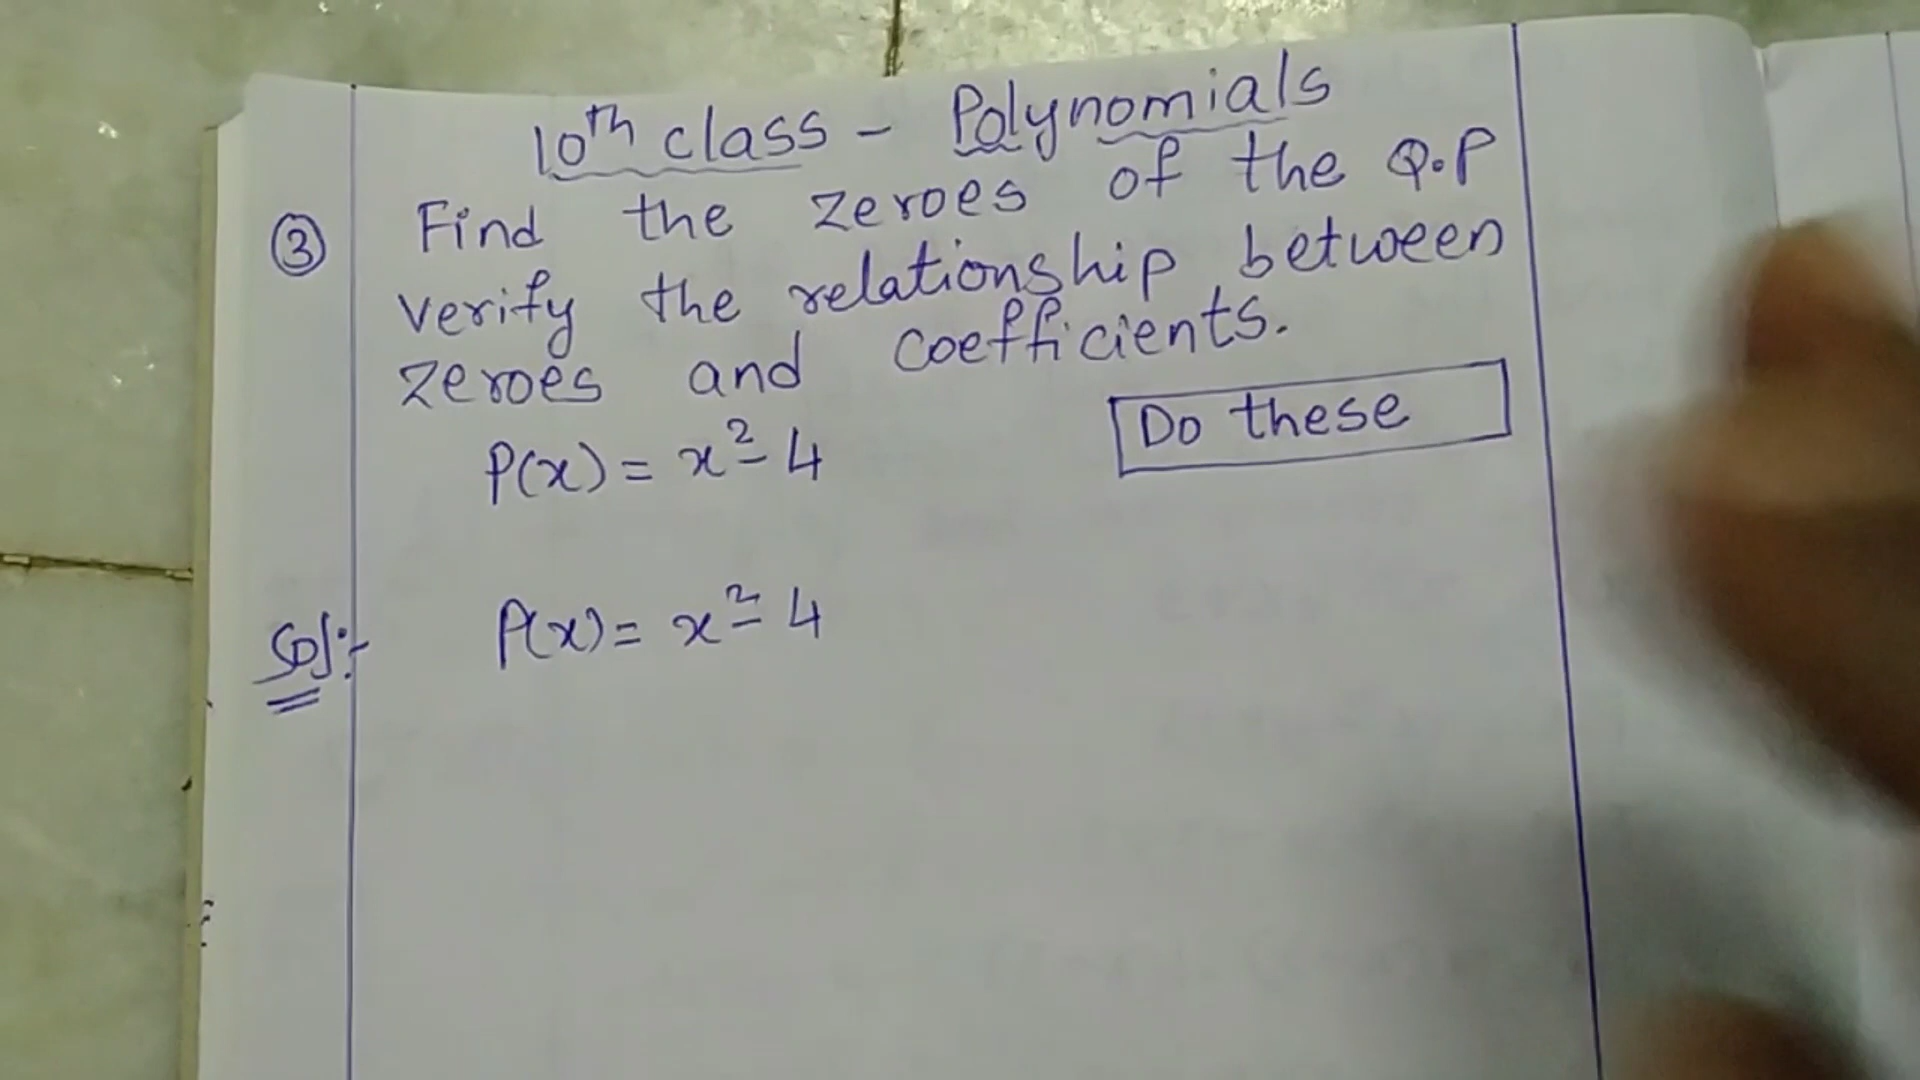 10th class - Polynomials
③ Find the zeroes of the Q.P
verify the relationship between
zeroes and coefficients.
Do these
P(x) = x² - 4
Sol:- P(x) = x² - 4